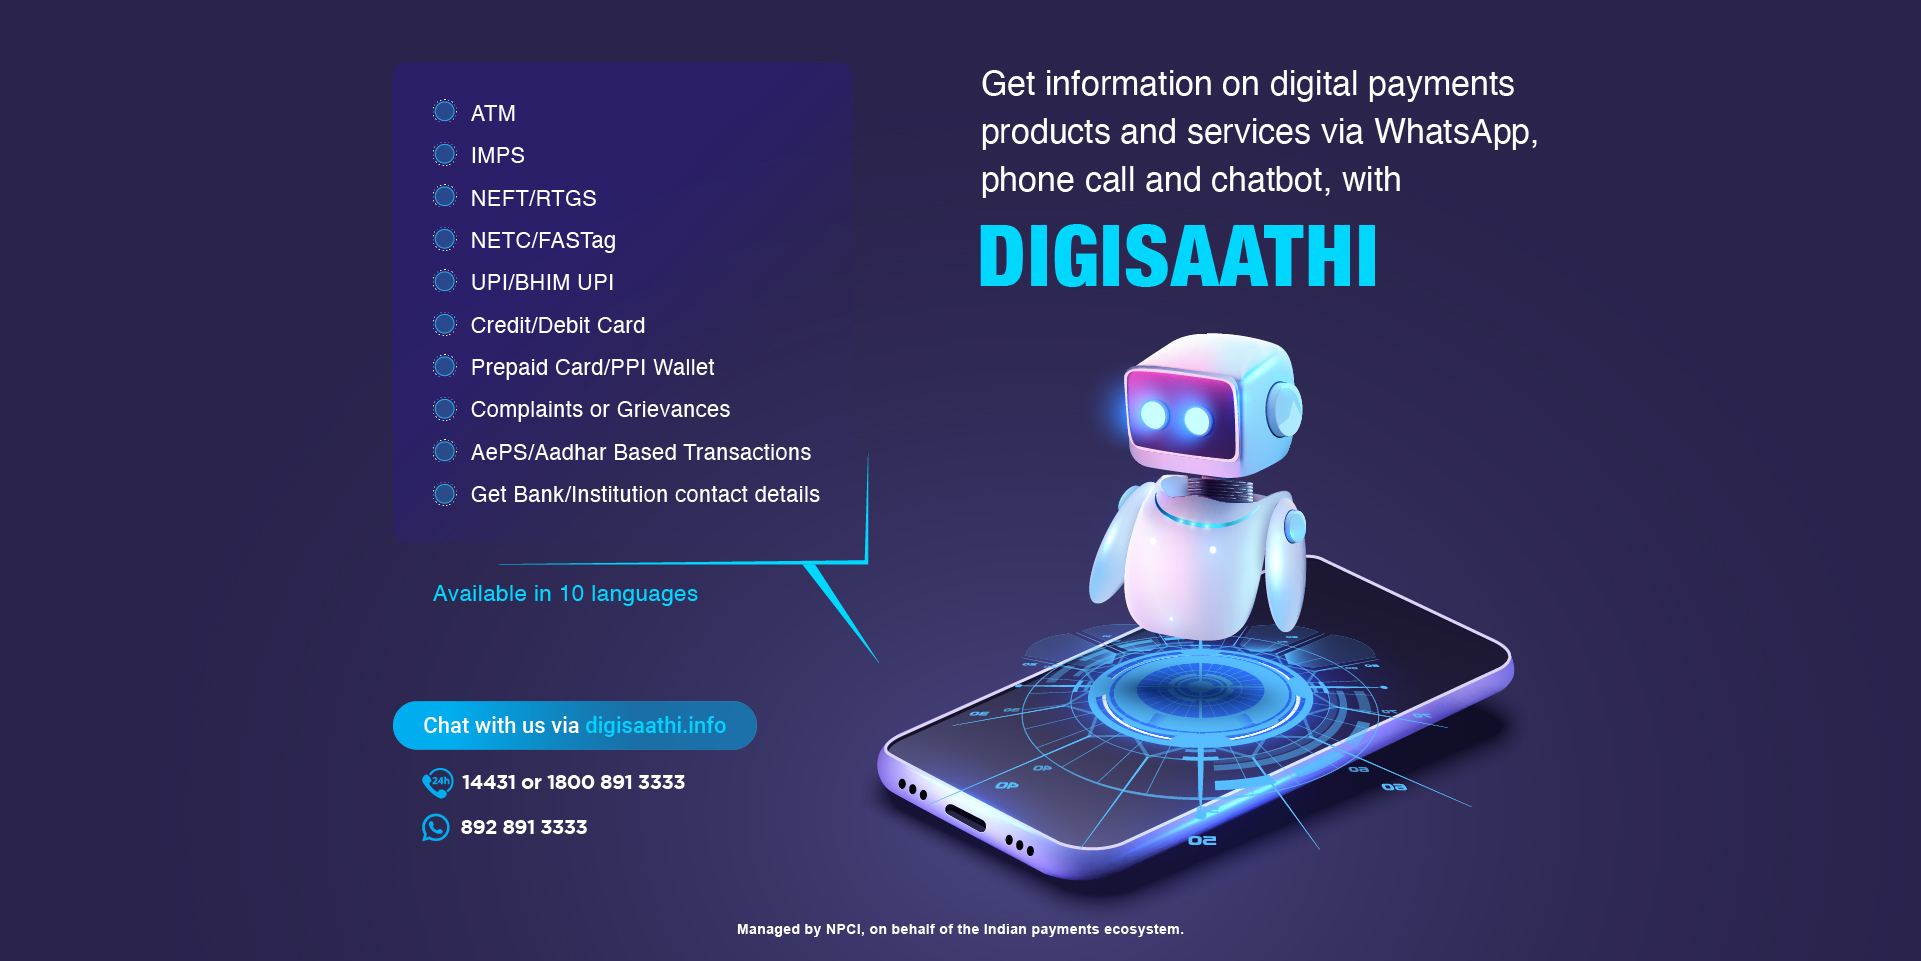 ATM
IMPS
NEFT/RTGS
NETC/FASTag
UPI/BHIM UPI
Credit/Debit Card
Prepaid Card/PPI Wallet
Complaints or Grievances
AePS/Aadhar Based Transactions
Get Bank/Institution contact details
Available in 10 languages
Get information on digital payments
products and services via WhatsApp,
phone call and chatbot, with
DIGISAATHI
Chat with us via digisaathi.info
24h 14431 or 1800 891 3333
892 891 3333
Managed by NPCI, on behalf of the Indian payments ecosystem.